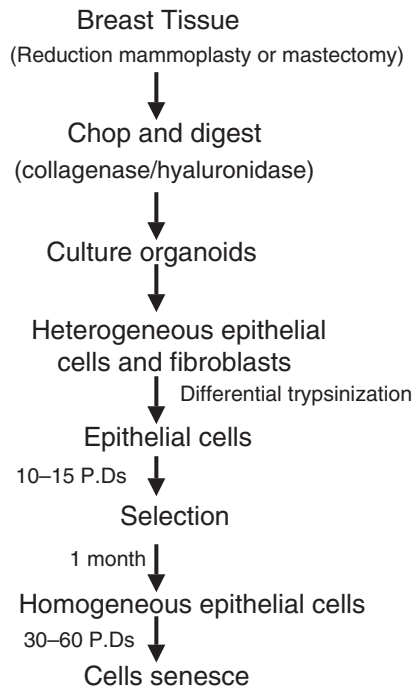 Breast Tissue
(Reduction mammoplasty or mastectomy)
Chop and digest
(collagenase/hyaluronidase)
Culture organoids
Heterogeneous epithelial
cells and fibroblasts
Differential trypsinization
Epithelial cells
10–15 P.Ds
Selection
1 month
Homogeneous epithelial cells
30–60 P.Ds
Cells senesce